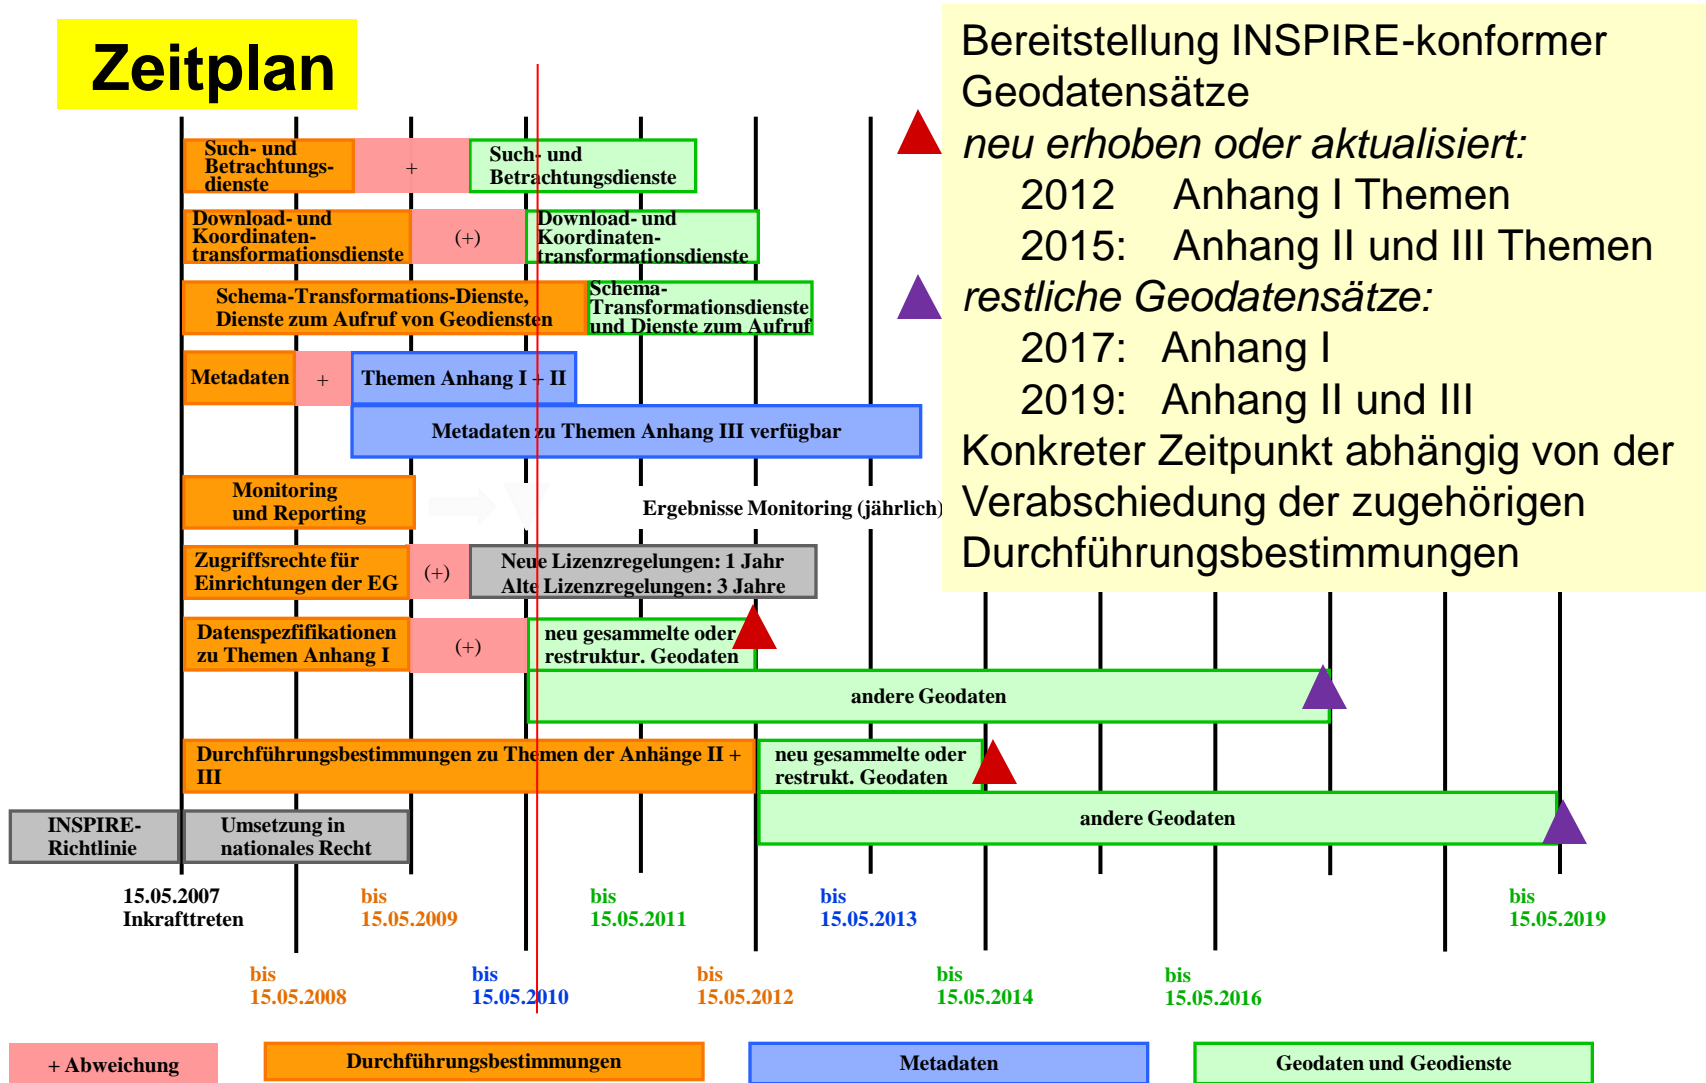 Zeitplan
Bereitstellung INSPIRE-konformer
Geodatensätze
neu erhoben oder aktualisiert:
2012 Anhang I Themen
2015: Anhang II und III Themen
restliche Geodatensätze:
2017: Anhang I
2019: Anhang II und III
Konkreter Zeitpunkt abhängig von der
Verabschiedung der zugehörigen
Durchführungsbestimmungen
Such- und
Betrachtungs-
dienste
+
Such- und
Betrachtungsdienste
Download- und
Koordinaten-
transformationsdienste
(+)
Download- und
Koordinaten-
transformationsdienste
Schema-Transformations-Dienste,
Dienste zum Aufruf von Geodiensten
Schema-
Transformationsdienste
und Dienste zum Aufruf
Metadaten
+
Themen Anhang I + II
Metadaten zu Themen Anhang III verfügbar
Monitoring
und Reporting
Ergebnisse Monitoring (jährlich)
Zugriffsrechte für
Einrichtungen der EG
(+)
Neue Lizenzregelungen: 1 Jahr
Alte Lizenzregelungen: 3 Jahre
Datenspezfifikationen
zu Themen Anhang I
(+)
neu gesammelte oder
restruktur. Geodaten
andere Geodaten
Durchführungsbestimmungen zu Themen der Anhänge II +
III
neu gesammelte oder
restrukt. Geodaten
andere Geodaten
INSPIRE-
Richtlinie
Umsetzung in
nationales Recht
15.05.2007
Inkrafttreten
bis
15.05.2009
bis
15.05.2011
bis
15.05.2013
bis
15.05.2019
bis
15.05.2008
bis
15.05.2010
bis
15.05.2012
bis
15.05.2014
bis
15.05.2016
+ Abweichung
Durchführungsbestimmungen
Metadaten
Geodaten und Geodienste